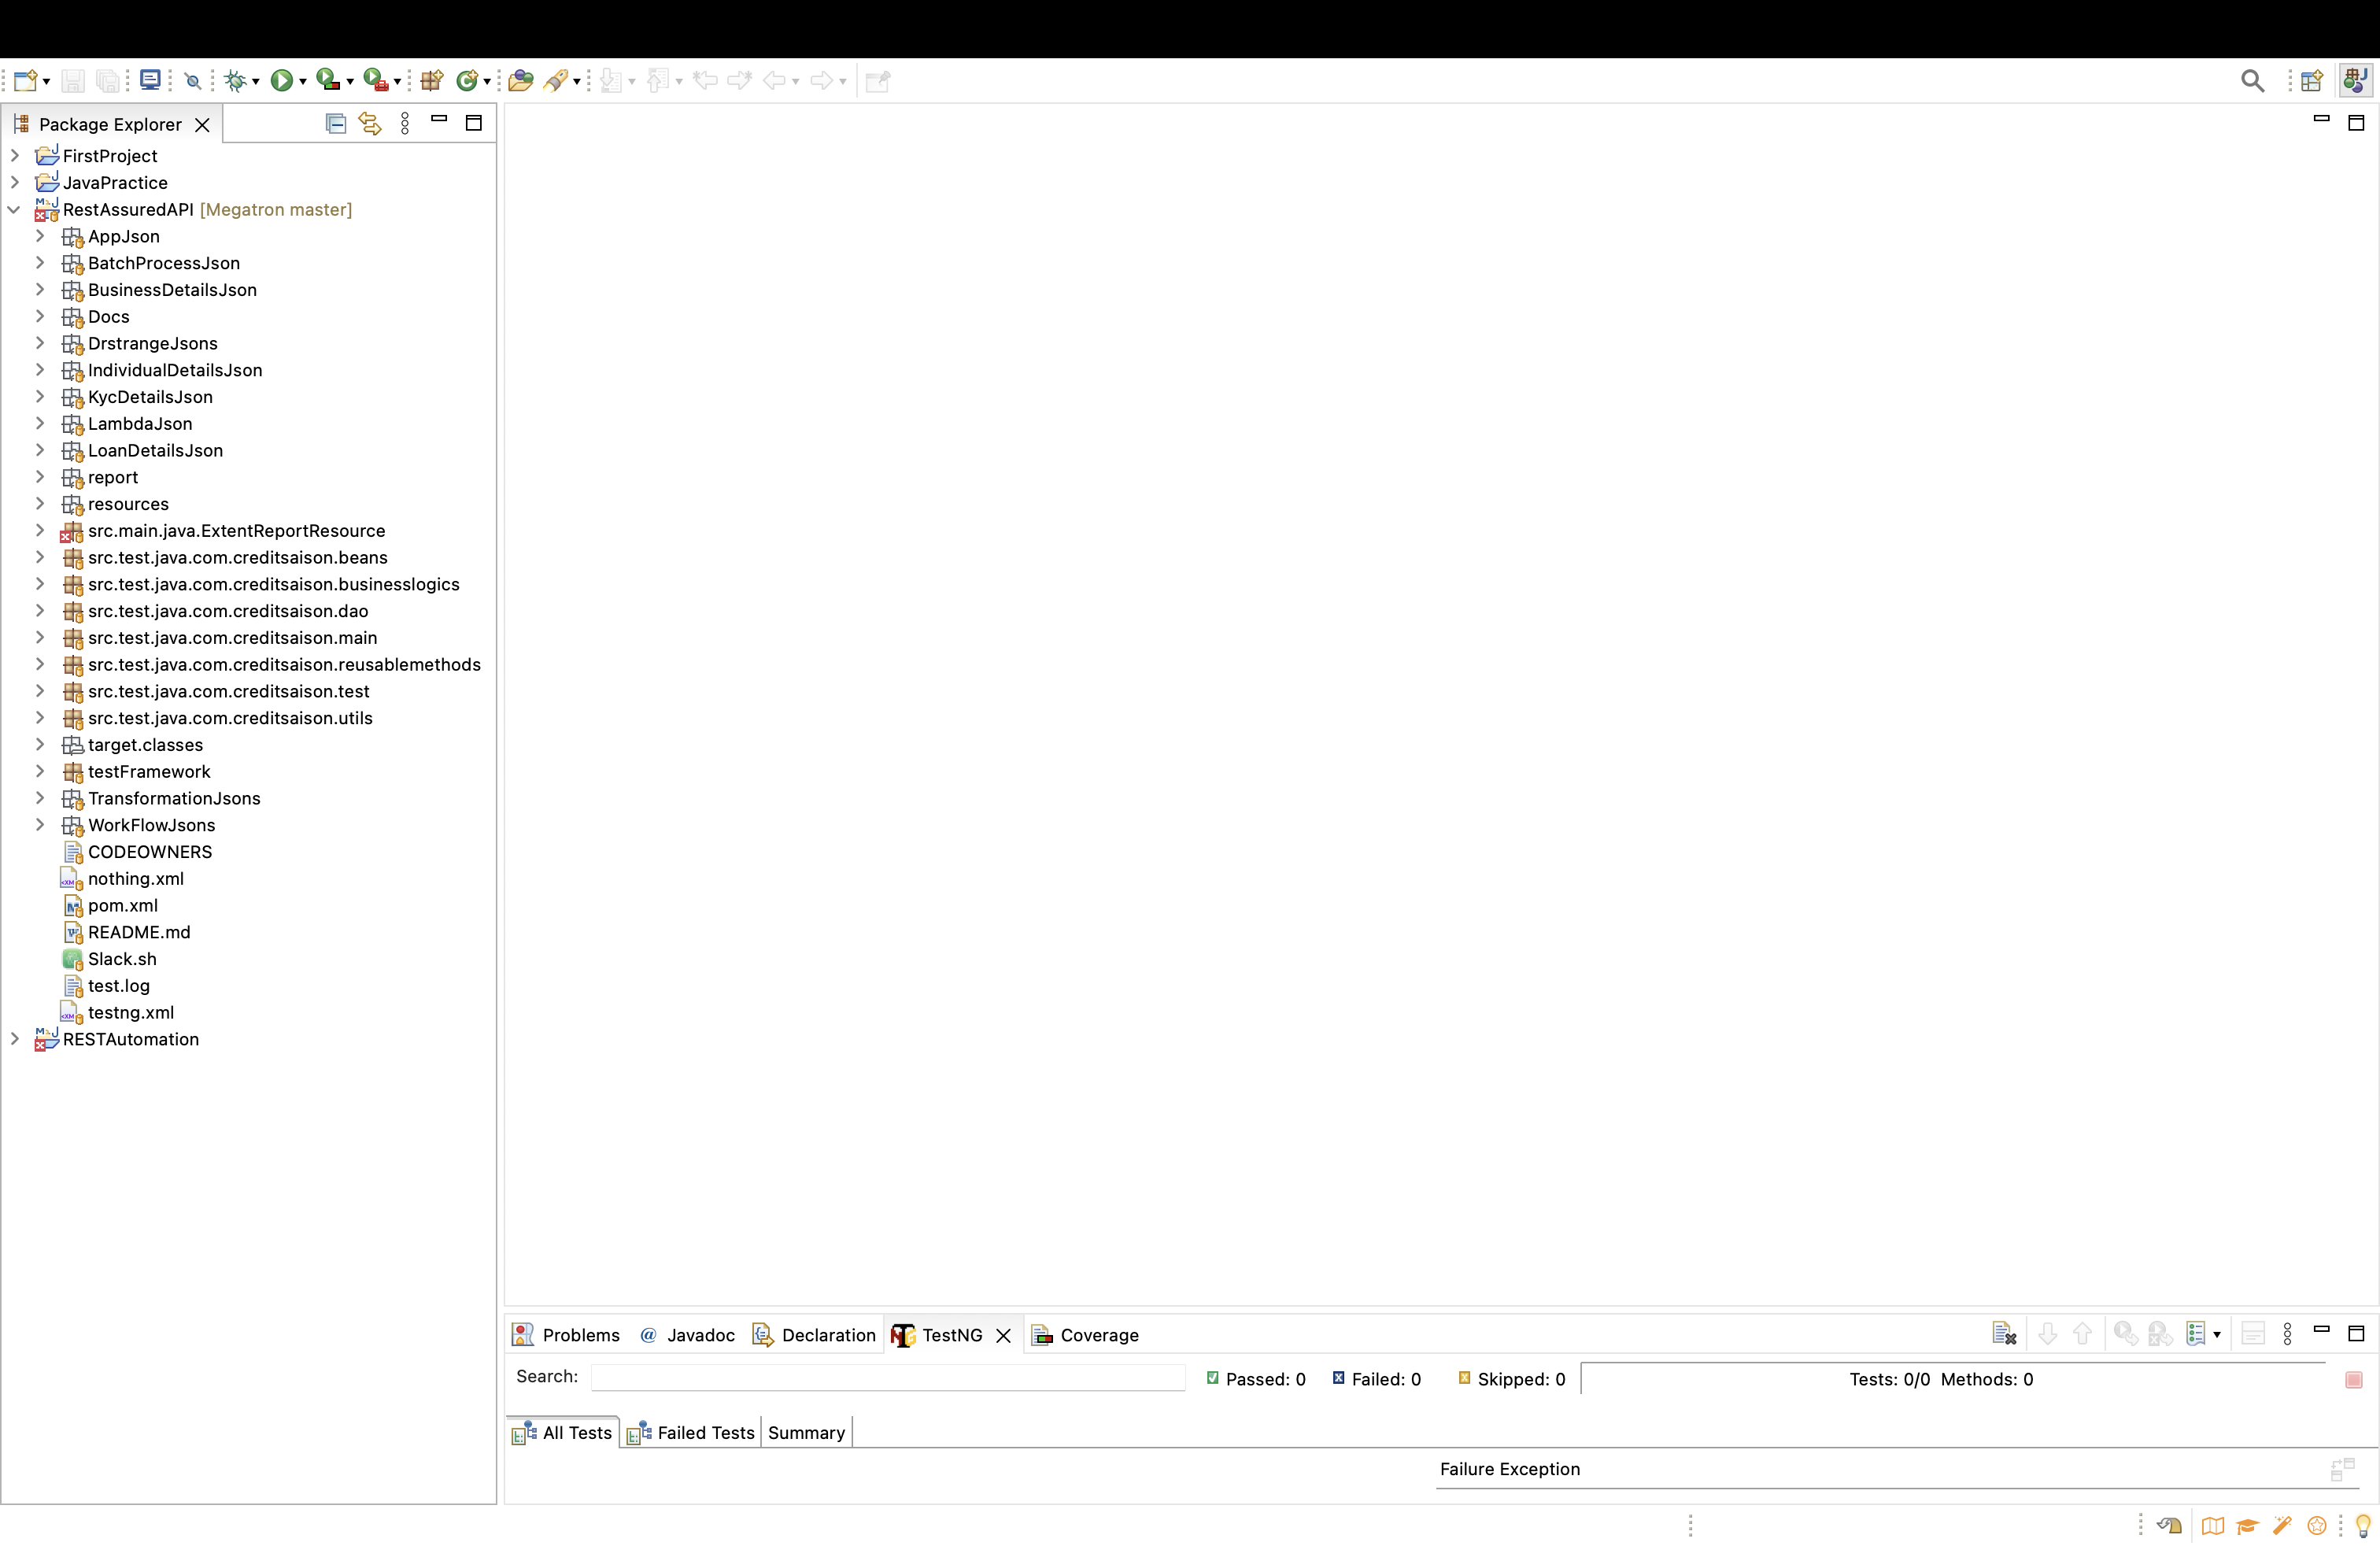 Package Explorer
FirstProject
JavaPractice
RestAssuredAPI [Megatron master]
AppJson
BatchProcessJson
BusinessDetailsJson
Docs
DrstrangeJsons
IndividualDetailsJson
KycDetailsJson
LambdaJson
LoanDetailsJson
report
resources
src.main.java.ExtentReportResource
src.test.java.com.creditsaison.beans
src.test.java.com.creditsaison.businesslogics
src.test.java.com.creditsaison.dao
src.test.java.com.creditsaison.main
src.test.java.com.creditsaison.reusablemethods
src.test.java.com.creditsaison.test
src.test.java.com.creditsaison.utils
target.classes
testFramework
TransformationJsons
WorkFlowJsons
CODEOWNERS
nothing.xml
pom.xml
README.md
Slack.sh
test.log
testng.xml
RESTAutomation
Problems @ Javadoc Declaration TestNG Coverage
Search: Passed: 0 Failed: 0 Skipped: 0 Tests: 0/0 Methods: 0
All Tests Failed Tests Summary
Failure Exception